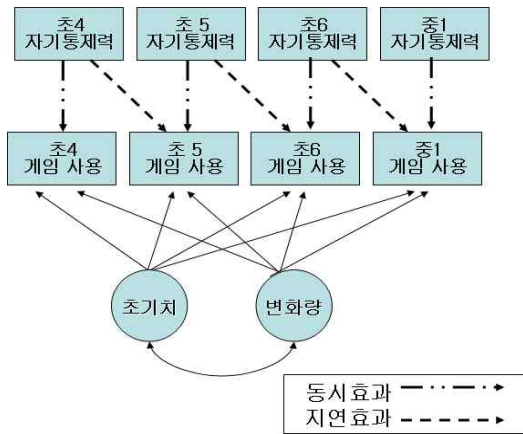 초4
자기통제력
초 5
자기통제력
초6
자기통제력
중1
자기통제력
초4
게임 사용
초 5
게임 사용
초6
게임 사용
중1
게임 사용
초기치
변화량
동시효과
지연효과